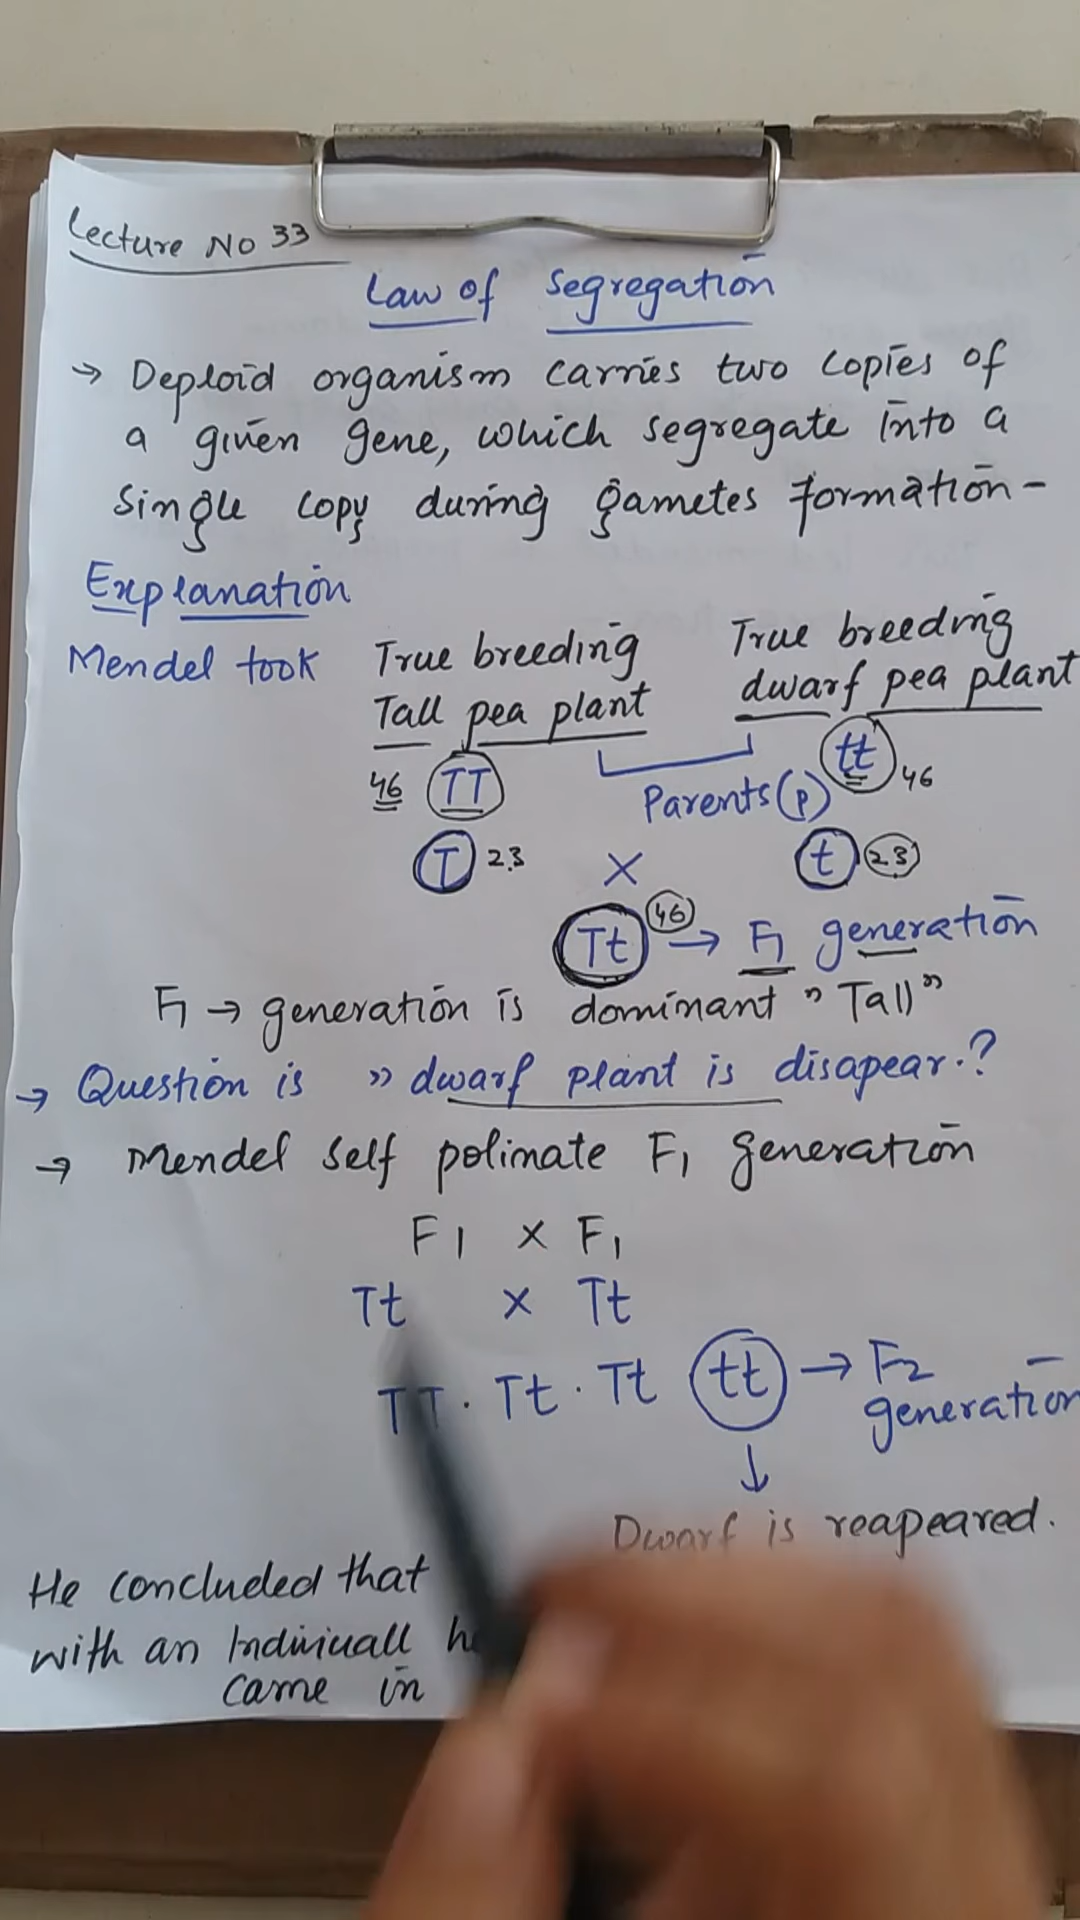 Lecture No 33
Law of segregation
→ Deploid organism carries two copies of
a given gene, which segregate into a
single copy during gametes formation -
Explanation
Mendel took True breeding True breeding
Tall pea plant dwarf pea plant
46 TT tt 46
Parents (p)
T 23 × t 23
Tt 46 → F1 generation
F1 → generation is dominant " Tall"
→ Question is " dwarf plant is disapear.?
→ Mendel self polinate F1 generation
F1 × F1
Tt × Tt
TT . Tt . Tt tt → F2
generation
↓
Dwarf is reapeared.
He concluded that
with an Indiviuall
came in